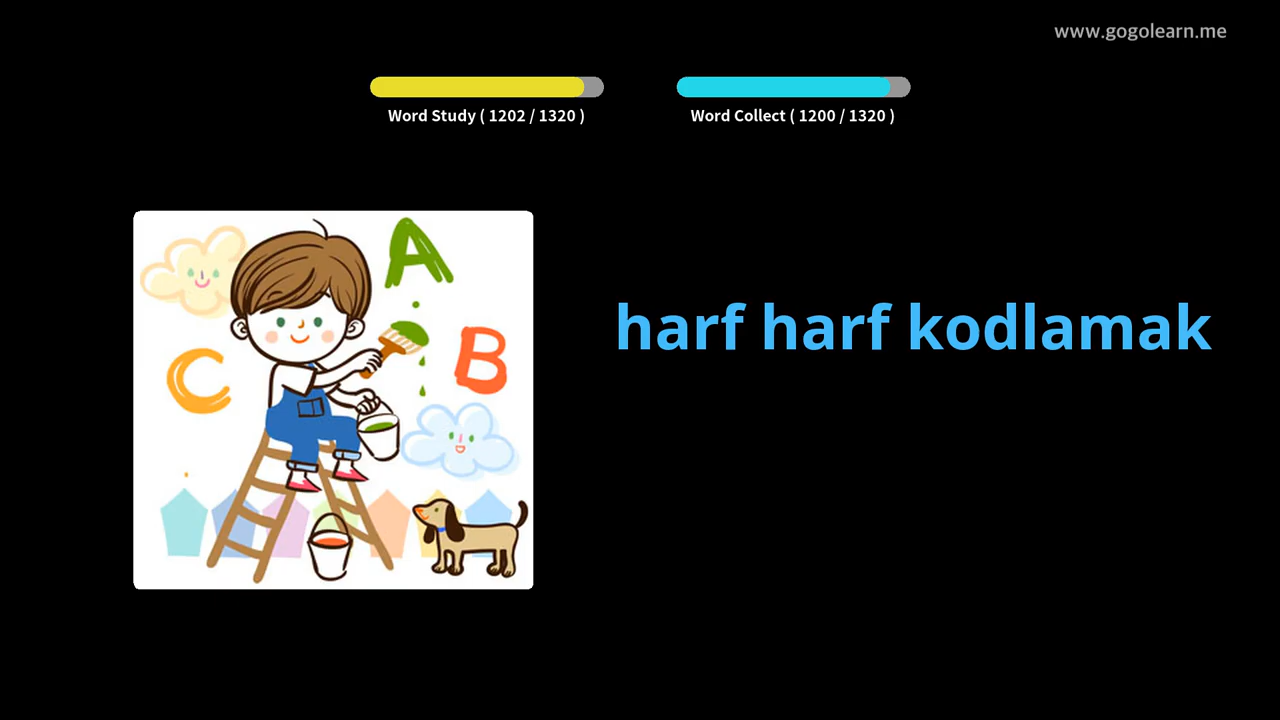 www.gogolearn.me
Word Study ( 1202 / 1320 )
Word Collect ( 1200 / 1320 )
A
B
C
harf harf kodlamak